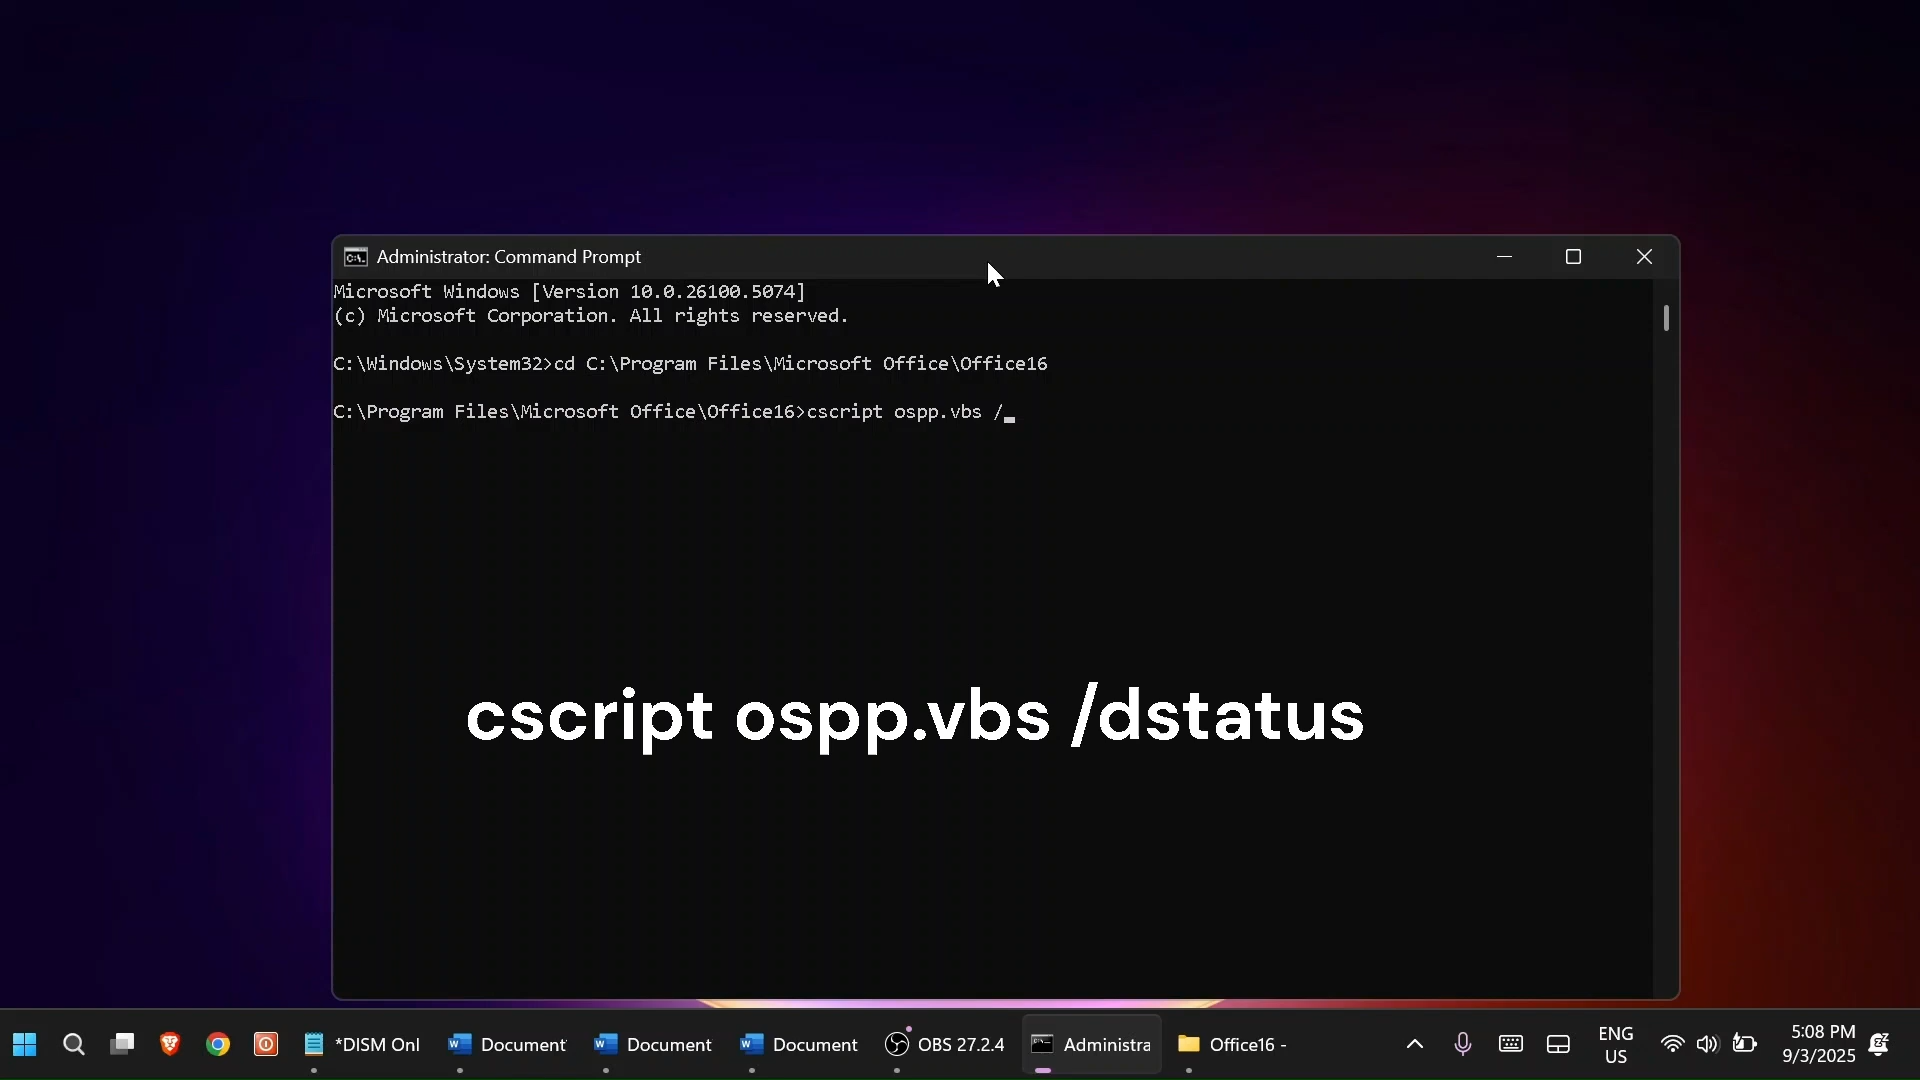 Administrator: Command Prompt
Microsoft Windows [Version 10.0.26100.5074]
(c) Microsoft Corporation. All rights reserved.
C:\Windows\System32>cd C:\Program Files\Microsoft Office\Office16
C:\Program Files\Microsoft Office\Office16>cscript ospp.vbs /_
cscript ospp.vbs /dstatus
*DISM Onl
Document
Document
Document
OBS 27.2.4
Administra
Office16 -
ENG
US
5:08 PM
9/3/2025